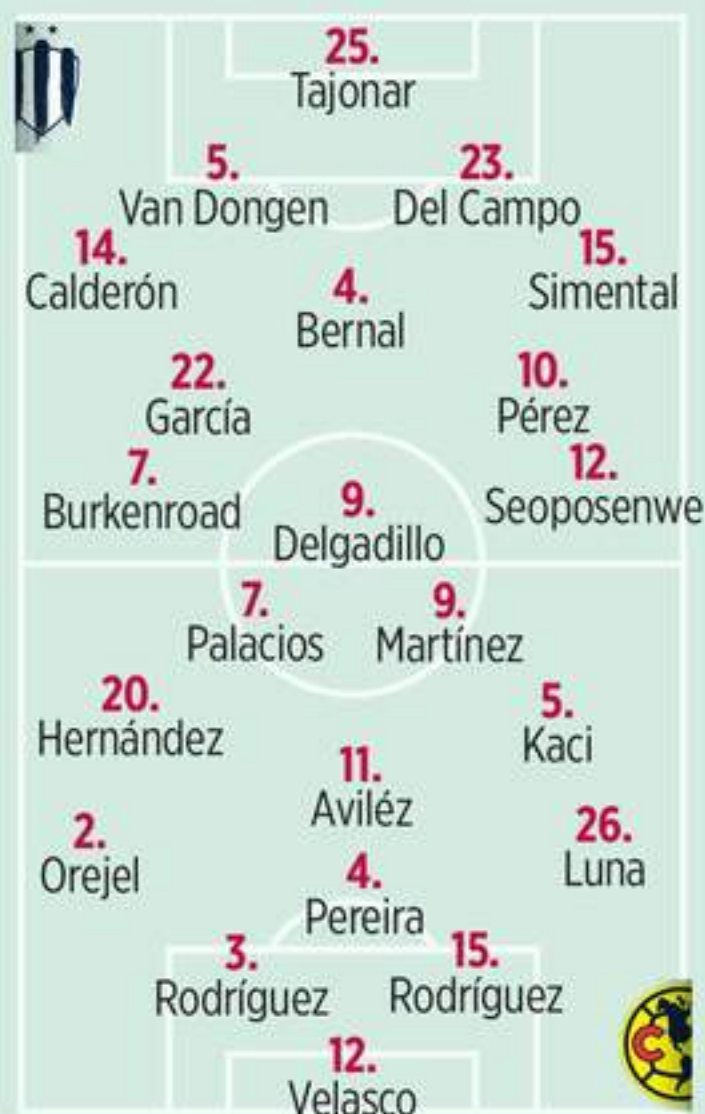 25.
Tajonar
5.
Van Dongen
23.
Del Campo
14.
Calderón
4.
Bernal
15.
Simental
22.
García
10.
Pérez
7.
Burkenroad
9.
Delgadillo
12.
Seoposenwe
7.
Palacios
9.
Martínez
20.
Hernández
5.
Kaci
11.
Aviléz
2.
Orejel
26.
Luna
4.
Pereira
3.
Rodríguez
15.
Rodríguez
12.
Velasco
C